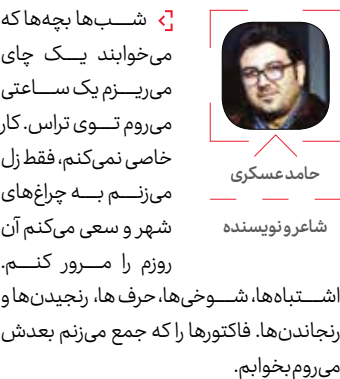 شب‌ها بچه‌ها که
می‌خوابند یک چای
می‌ریزم یک ساعتی
می‌روم توی تراس. کار
خاصی نمی‌کنم، فقط زل
می‌زنم به چراغ‌های
شهر و سعی می‌کنم آن
روزم را مرور کنم.
اشتباه‌ها، شوخی‌ها، حرف‌ها، رنجیدن‌ها و
رنجاندن‌ها. فاکتورها را که جمع می‌زنم بعدش
می‌روم بخوابم.
حامد عسکری
شاعر و نویسنده